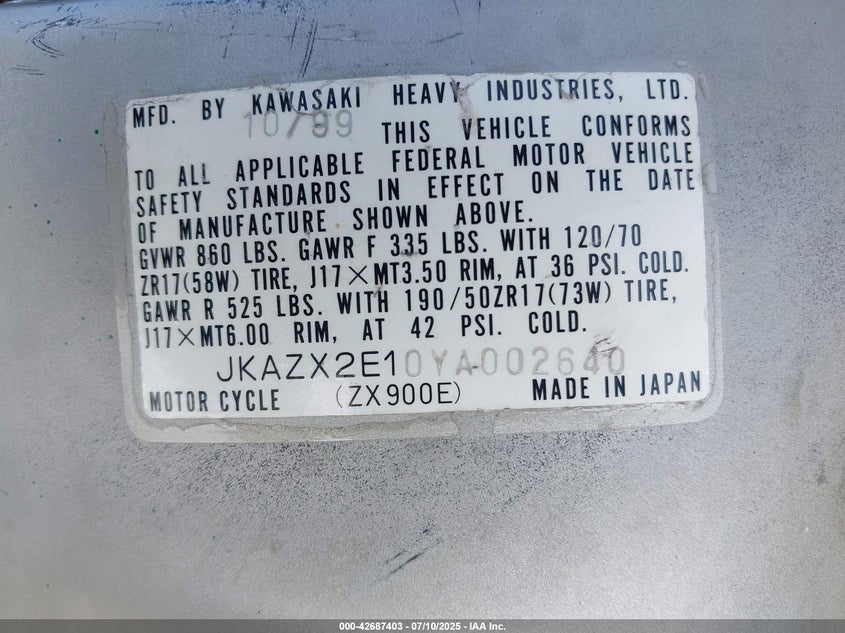 MFD. BY KAWASAKI HEAVY INDUSTRIES, LTD.
10/99 THIS VEHICLE CONFORMS
TO ALL APPLICABLE FEDERAL MOTOR VEHICLE
SAFETY STANDARDS IN EFFECT ON THE DATE
OF MANUFACTURE SHOWN ABOVE.
GVWR 860 LBS. GAWR F 335 LBS. WITH 120/70
ZR17(58W) TIRE, J17×MT3.50 RIM, AT 36 PSI. COLD.
GAWR R 525 LBS. WITH 190/50ZR17(73W) TIRE,
J17×MT6.00 RIM, AT 42 PSI. COLD.
JKAZX2E10YA002640
MOTOR CYCLE (ZX900E) MADE IN JAPAN
000-42687403 - 07/10/2025 - IAA Inc.